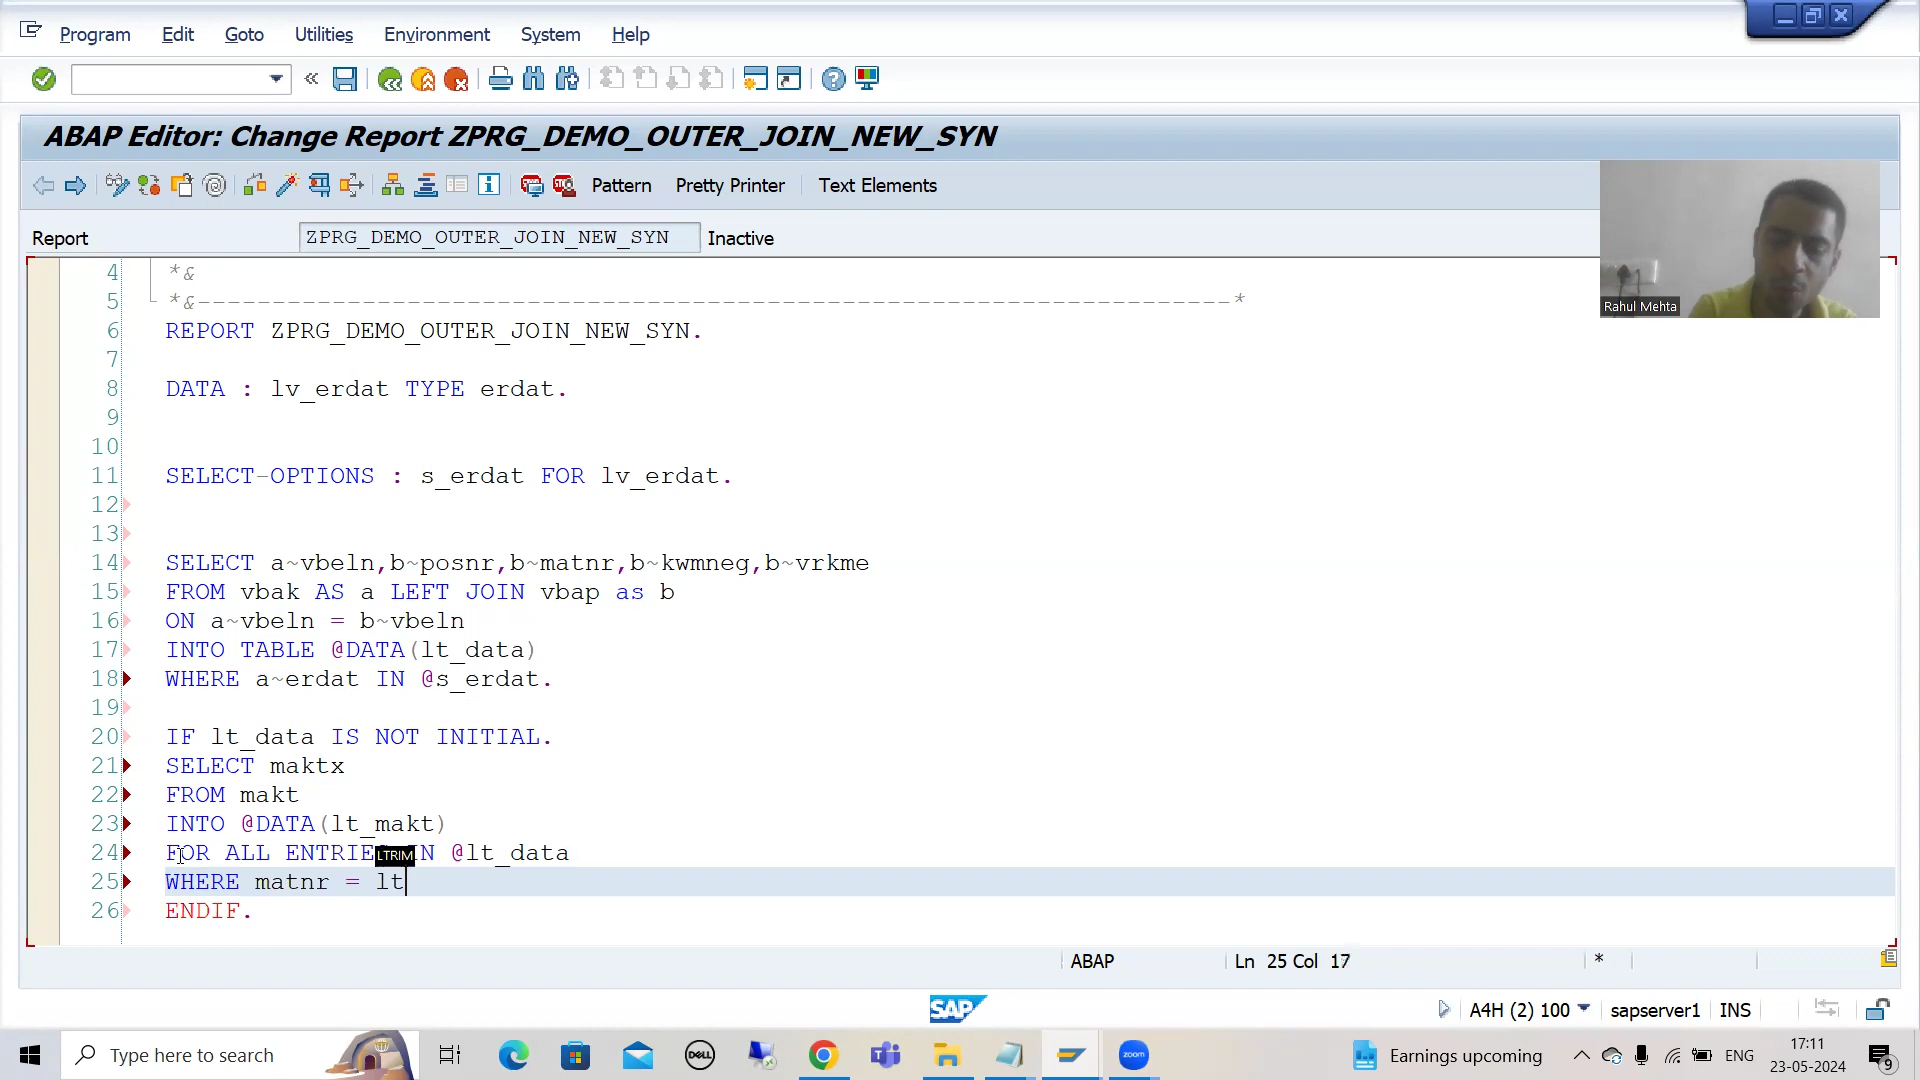 Program Edit Goto Utilities Environment System Help
ABAP Editor: Change Report ZPRG_DEMO_OUTER_JOIN_NEW_SYN
Pattern Pretty Printer Text Elements
Report ZPRG_DEMO_OUTER_JOIN_NEW_SYN Inactive
Rahul Mehta
4 *&
5 *&---------------------------------------------------------------------*
6 REPORT ZPRG_DEMO_OUTER_JOIN_NEW_SYN.
7
8 DATA : lv_erdat TYPE erdat.
9
10
11 SELECT-OPTIONS : s_erdat FOR lv_erdat.
12
13
14 SELECT a~vbeln,b~posnr,b~matnr,b~kwmneg,b~vrkme
15 FROM vbak AS a LEFT JOIN vbap as b
16 ON a~vbeln = b~vbeln
17 INTO TABLE @DATA(lt_data)
18 WHERE a~erdat IN @s_erdat.
19
20 IF lt_data IS NOT INITIAL.
21 SELECT maktx
22 FROM makt
23 INTO @DATA(lt_makt)
24 FOR ALL ENTRIES IN @lt_data
LTRIM
25 WHERE matnr = lt
26 ENDIF.
ABAP Ln 25 Col 17 *
SAP
A4H (2) 100 sapserver1 INS
Type here to search
DELL
zoom
Earnings upcoming
ENG
17:11
23-05-2024
9